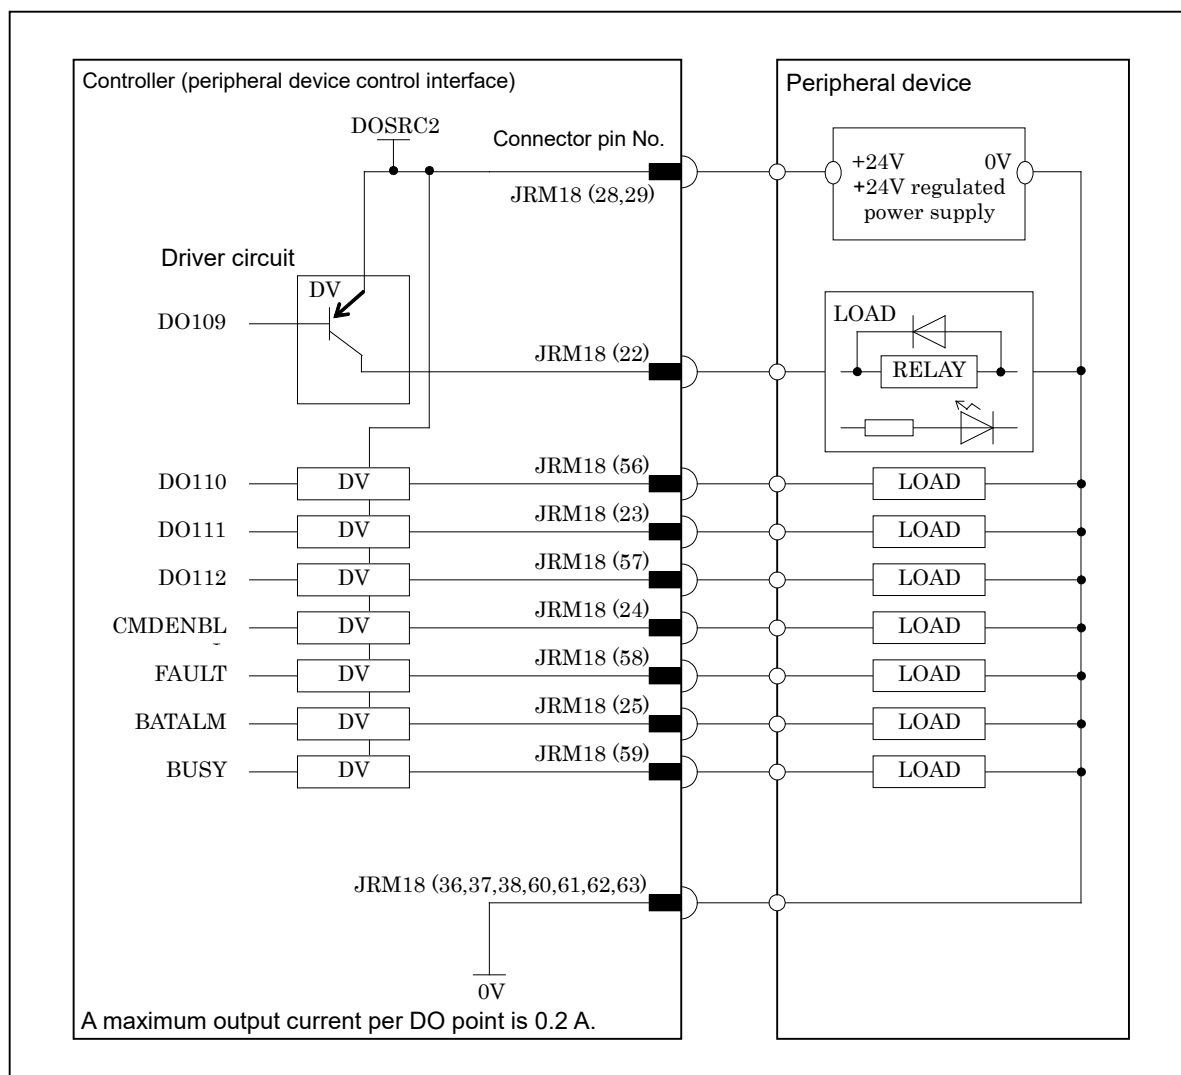 Controller (peripheral device control interface)
Peripheral device
DOSRC2
Connector pin No.
JRM18 (28,29)
+24V 0V
+24V regulated
power supply
Driver circuit
DV
DO109
JRM18 (22)
LOAD
RELAY
DO110 DV JRM18 (56) LOAD
DO111 DV JRM18 (23) LOAD
DO112 DV JRM18 (57) LOAD
CMDENBL DV JRM18 (24) LOAD
FAULT DV JRM18 (58) LOAD
BATALM DV JRM18 (25) LOAD
BUSY DV JRM18 (59) LOAD
JRM18 (36,37,38,60,61,62,63)
0V
A maximum output current per DO point is 0.2 A.